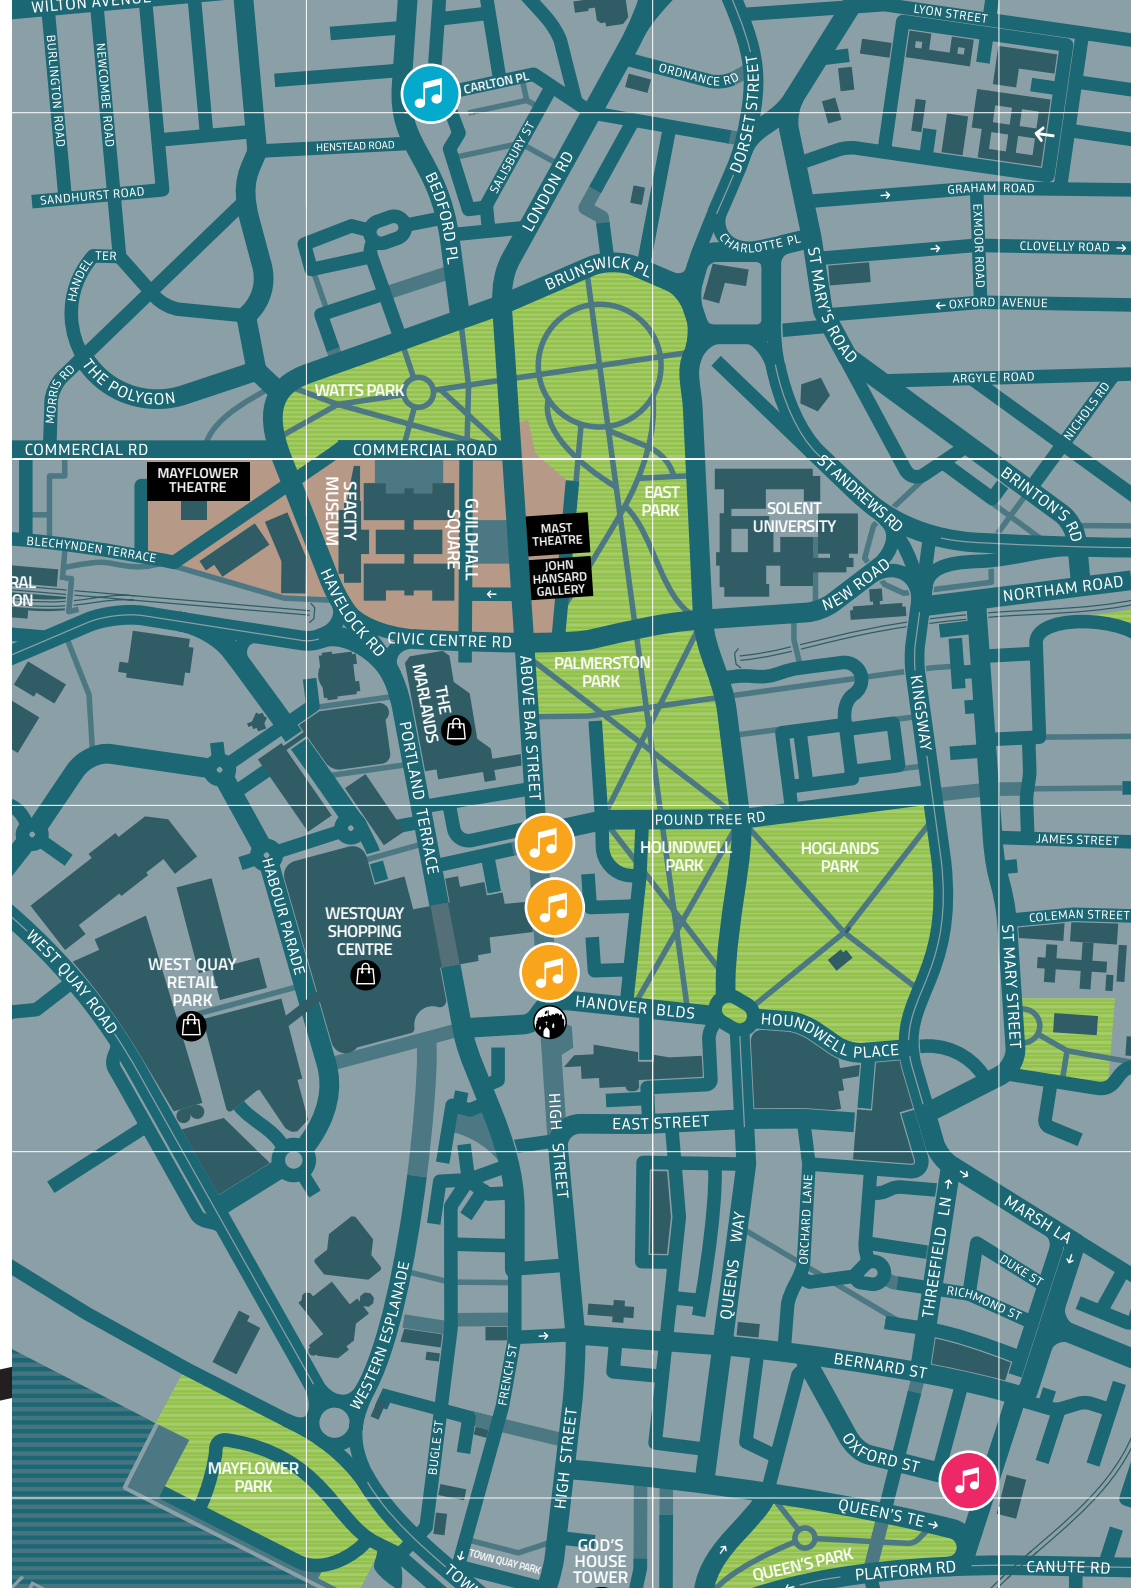 WILTON AVENUE
LYON STREET
BURLINGTON ROAD
NEWCOMBE ROAD
CARLTON PL
ORDNANCE RD
DORSET STREET
HENSTEAD ROAD
SALISBURY ST
LONDON RD
BEDFORD PL
SANDHURST ROAD
GRAHAM ROAD
EXMOOR ROAD
CHARLOTTE PL
CLOVELLY ROAD
HANDEL TER
BRUNSWICK PL
ST MARY'S ROAD
OXFORD AVENUE
THE POLYGON
MORRIS RD
WATTS PARK
ARGYLE ROAD
NICHOLS RD
COMMERCIAL RD
COMMERCIAL ROAD
MAYFLOWER
THEATRE
SEACITY
MUSEUM
GUILDHALL
SQUARE
EAST
PARK
SOLENT
UNIVERSITY
ST ANDREWS RD
BRINTON'S RD
MAST
THEATRE
JOHN
HANSARD
GALLERY
BLECHYNDEN TERRACE
RAL
ON
HAVELOCK RD
CIVIC CENTRE RD
NEW ROAD
NORTHAM ROAD
THE
MARLANDS
ABOVE BAR STREET
PALMERSTON
PARK
KINGSWAY
PORTLAND TERRACE
POUND TREE RD
HOUNDWELL
PARK
HOGLANDS
PARK
JAMES STREET
HABOUR PARADE
WESTQUAY
SHOPPING
CENTRE
COLEMAN STREET
WEST QUAY ROAD
WEST QUAY
RETAIL
PARK
ST MARY STREET
HANOVER BLDS
HOUNDWELL PLACE
HIGH STREET
EAST STREET
ORCHARD LANE
QUEENS WAY
THREEFIELD LN
MARSH LA
DUKE ST
RICHMOND ST
WESTERN ESPLANADE
FRENCH ST
BERNARD ST
BUGLE ST
HIGH STREET
OXFORD ST
MAYFLOWER
PARK
QUEEN'S TE
TOWN QUAY PARK
GOD'S
HOUSE
TOWER
QUEEN'S PARK
PLATFORM RD
CANUTE RD
TOWN